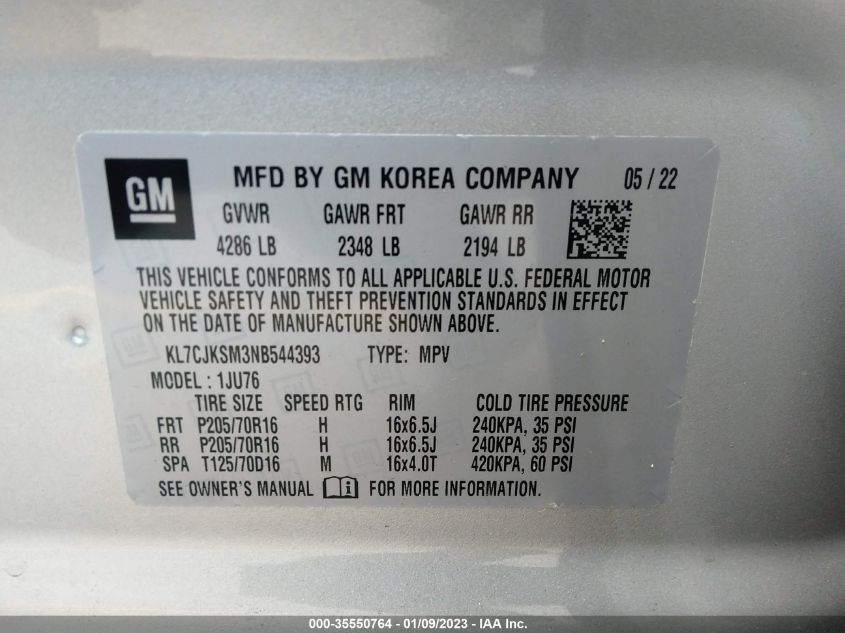 GM
MFD BY GM KOREA COMPANY 05 / 22
GVWR GAWR FRT GAWR RR
4286 LB 2348 LB 2194 LB
THIS VEHICLE CONFORMS TO ALL APPLICABLE U.S. FEDERAL MOTOR
VEHICLE SAFETY AND THEFT PREVENTION STANDARDS IN EFFECT
ON THE DATE OF MANUFACTURE SHOWN ABOVE.
KL7CJKSM3NB544393 TYPE: MPV
MODEL : 1JU76
TIRE SIZE SPEED RTG RIM COLD TIRE PRESSURE
FRT P205/70R16 H 16x6.5J 240KPA, 35 PSI
RR P205/70R16 H 16x6.5J 240KPA, 35 PSI
SPA T125/70D16 M 16x4.0T 420KPA, 60 PSI
SEE OWNER'S MANUAL FOR MORE INFORMATION.
000-35550764 - 01/09/2023 - IAA Inc.